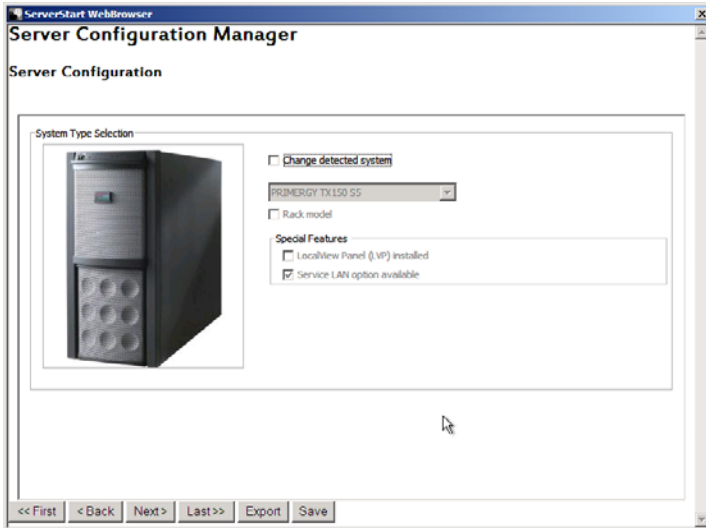 ServerStart WebBrowser
Server Configuration Manager
Server Configuration
System Type Selection
Change detected system
PRIMERGY TX150 S5
Rack model
Special Features
LocalView Panel (LVP) installed
Service LAN option available
<< First
< Back
Next >
Last >>
Export
Save